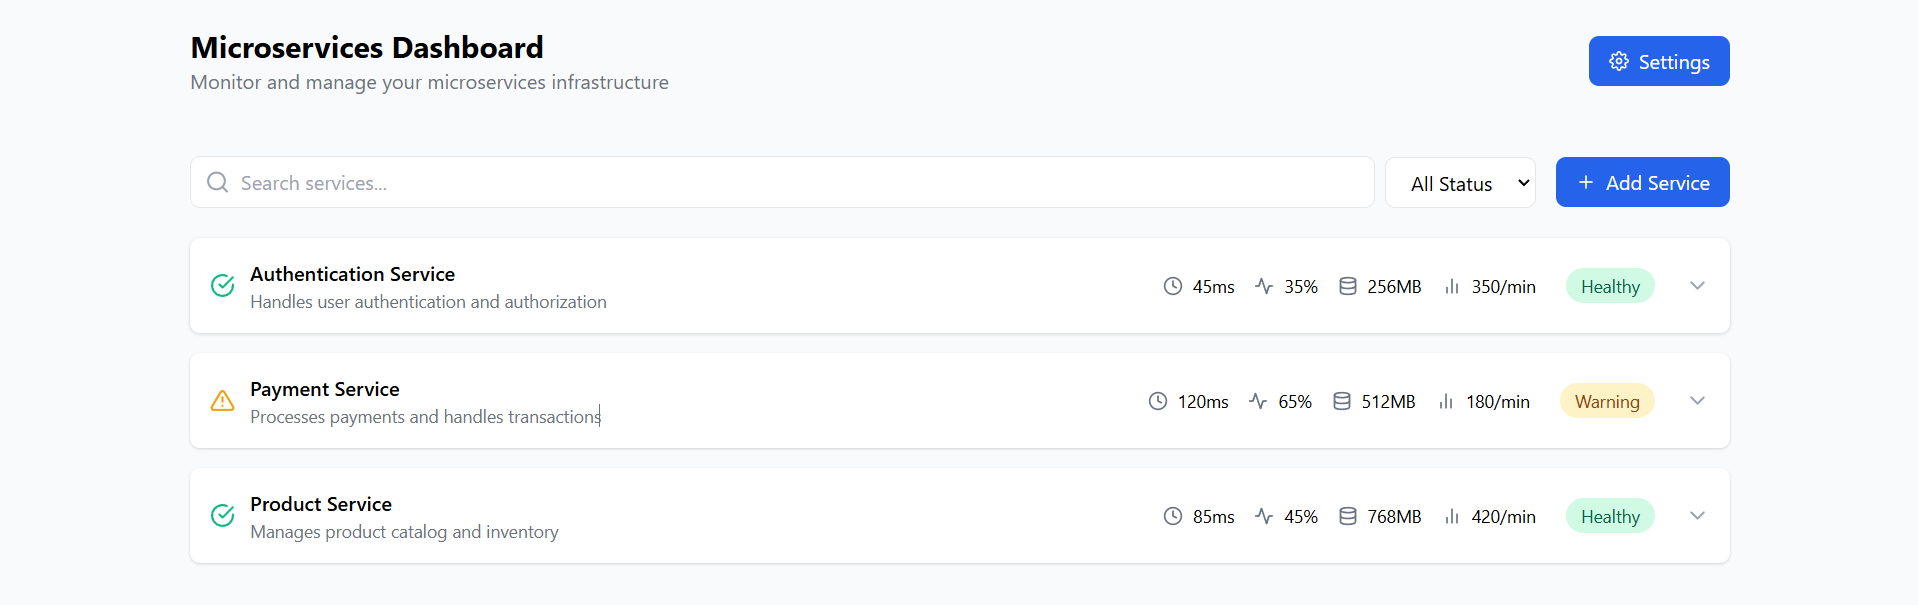 Microservices Dashboard
Monitor and manage your microservices infrastructure
Settings
Search services...
All Status
Add Service
Authentication Service
Handles user authentication and authorization
45ms 35% 256MB 350/min Healthy
Payment Service
Processes payments and handles transactions
120ms 65% 512MB 180/min Warning
Product Service
Manages product catalog and inventory
85ms 45% 768MB 420/min Healthy